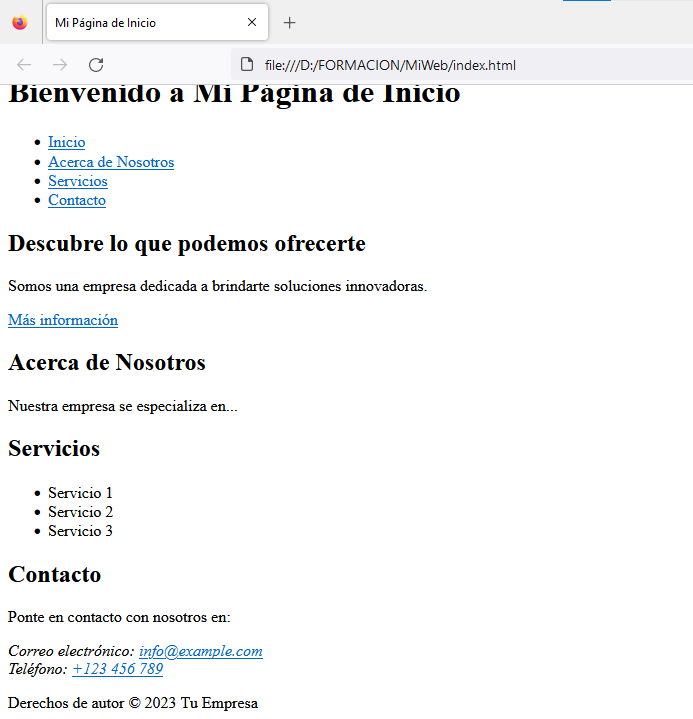 Mi Página de Inicio
file:///D:/FORMACION/MiWeb/index.html
Bienvenido a Mi Página de Inicio
Inicio
Acerca de Nosotros
Servicios
Contacto
Descubre lo que podemos ofrecerte
Somos una empresa dedicada a brindarte soluciones innovadoras.
Más información
Acerca de Nosotros
Nuestra empresa se especializa en...
Servicios
Servicio 1
Servicio 2
Servicio 3
Contacto
Ponte en contacto con nosotros en:
Correo electrónico: info@example.com
Teléfono: +123 456 789
Derechos de autor © 2023 Tu Empresa